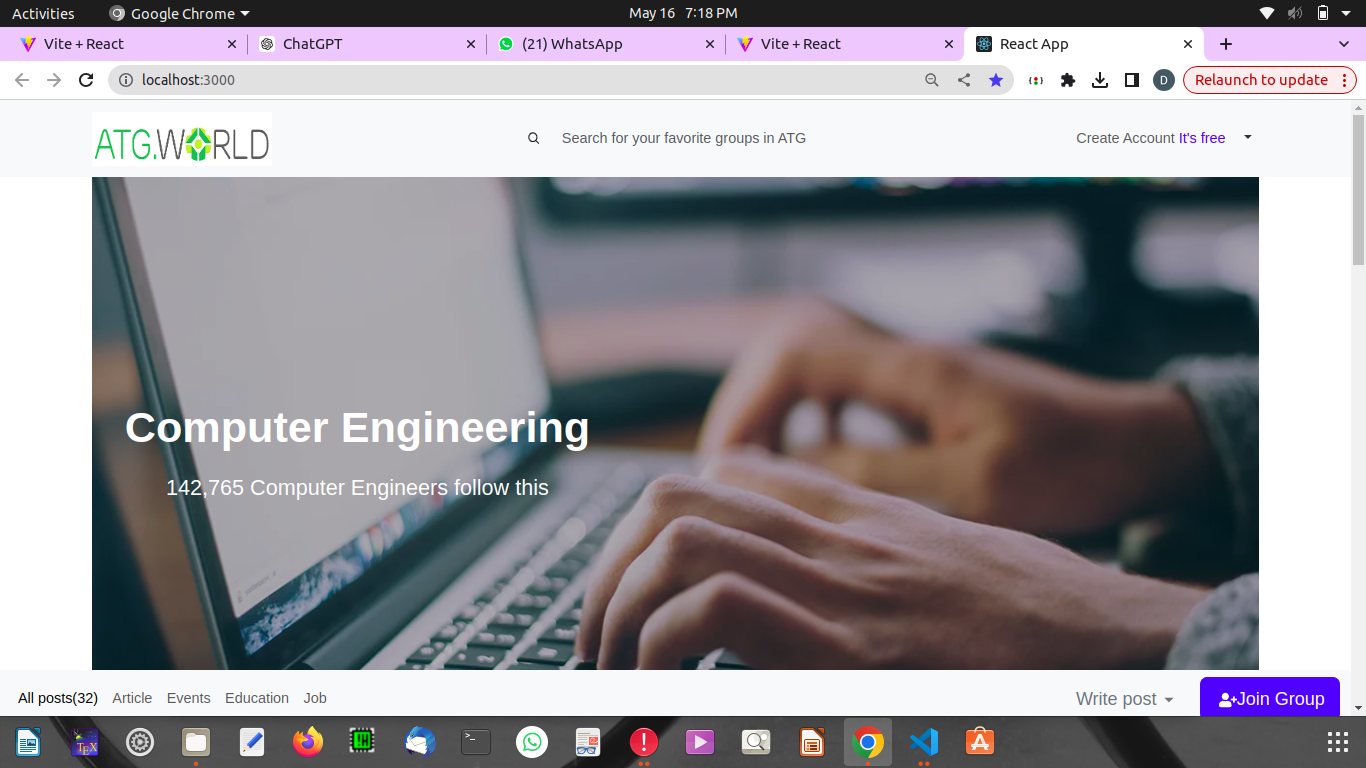 Activities Google Chrome May 16 7:18 PM
Vite + React ChatGPT (21) WhatsApp Vite + React React App
localhost:3000 D Relaunch to update
ATG.WORLD Search for your favorite groups in ATG Create Account It's free
Computer Engineering
142,765 Computer Engineers follow this
All posts(32) Article Events Education Job Write post Join Group
TEX
>_